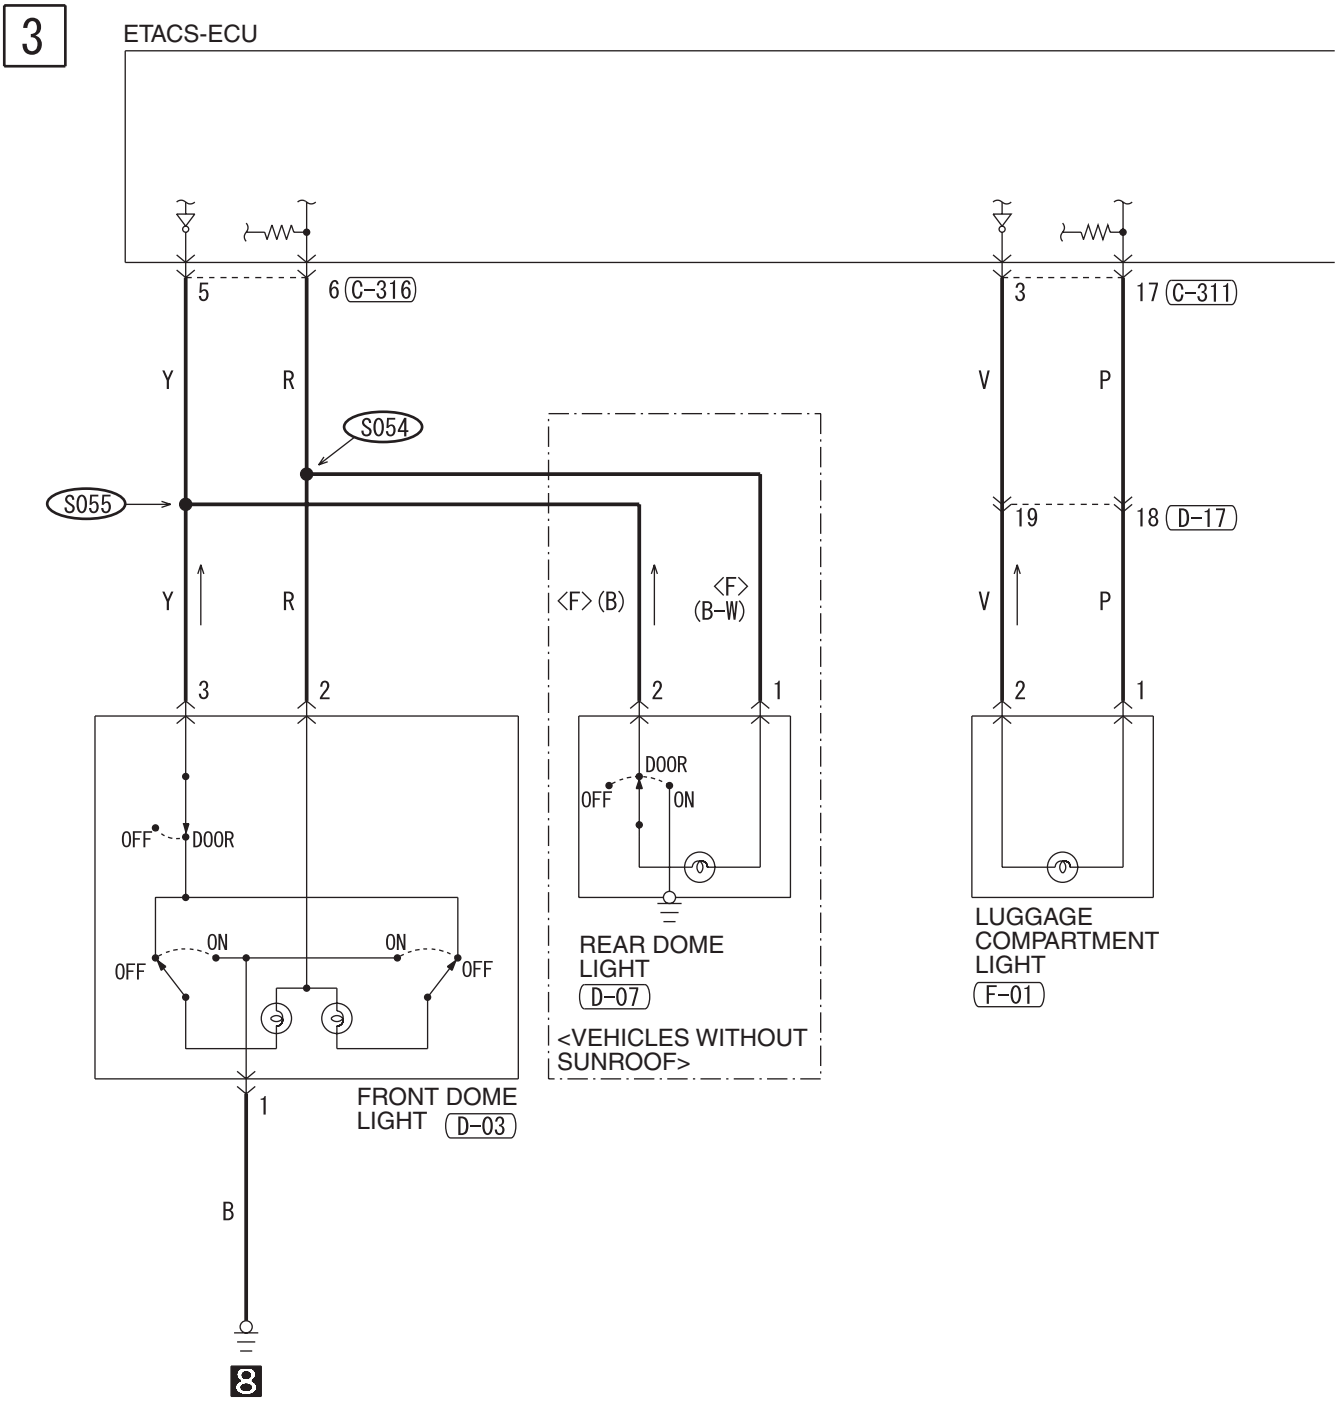 3
ETACS-ECU
5
6 (C-316)
3
17 (C-311)
Y
R
V
P
S054
S055
19
18 (D-17)
Y
R
<F>(B)
<F>
(B-W)
V
P
3
2
2
1
2
1
OFF
DOOR
OFF
DOOR
ON
OFF
ON
ON
OFF
REAR DOME
LIGHT
D-07
<VEHICLES WITHOUT
SUNROOF>
LUGGAGE
COMPARTMENT
LIGHT
F-01
1
FRONT DOME
LIGHT D-03
B
8